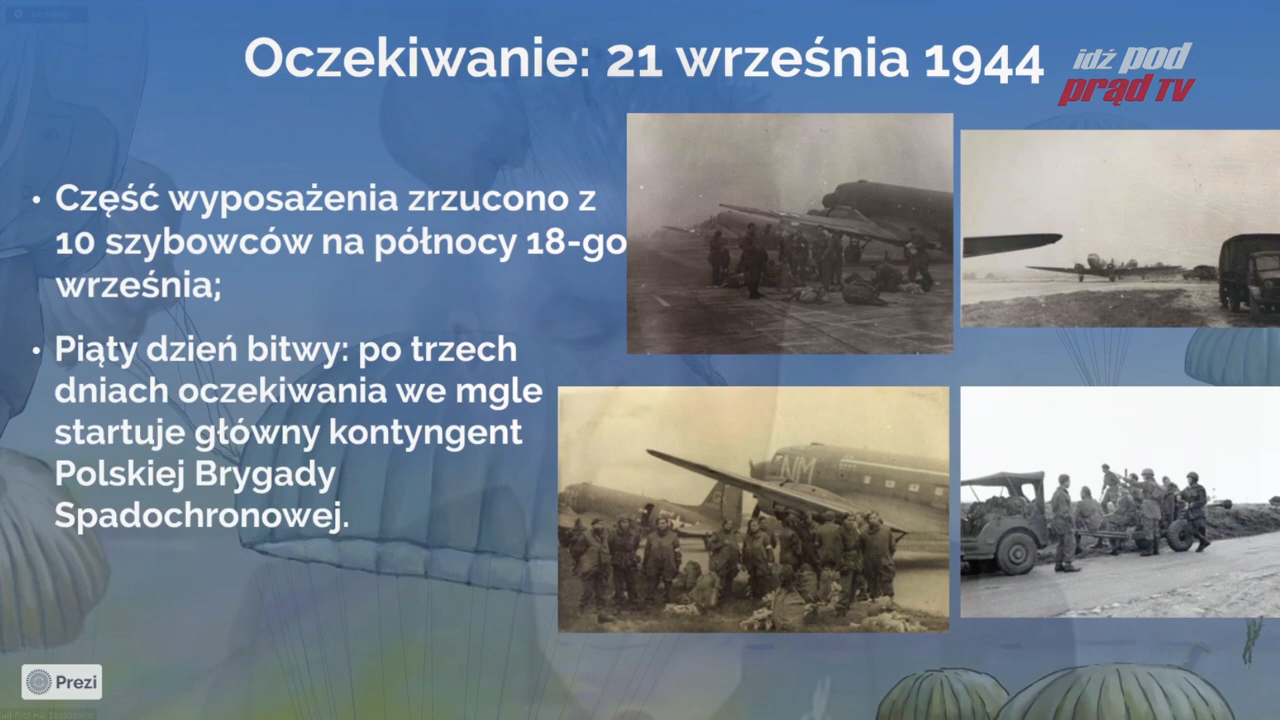 Oczekiwanie: 21 września 1944
idź pod
prąd TV
• Część wyposażenia zrzucono z
10 szybowców na północy 18-go
września;
• Piąty dzień bitwy: po trzech
dniach oczekiwania we mgle
startuje główny kontyngent
Polskiej Brygady
Spadochronowej.
NM
Prezi